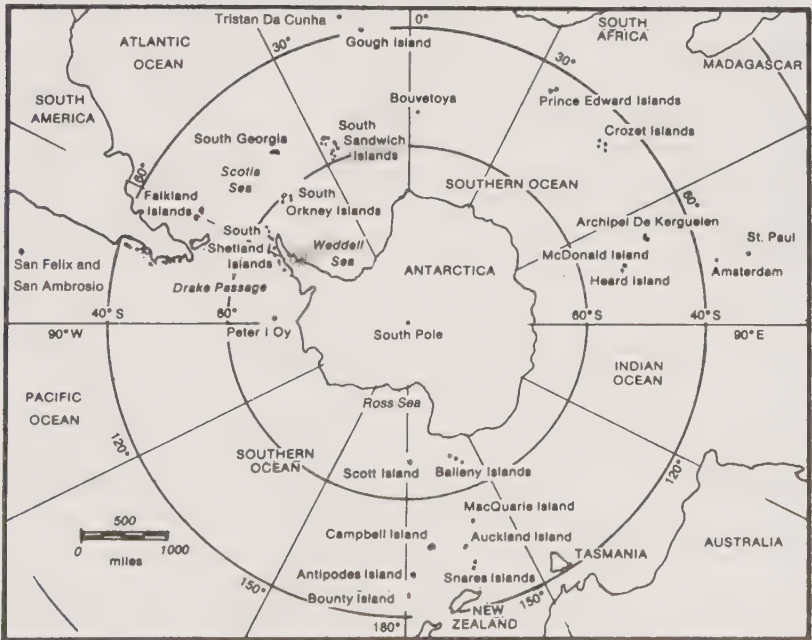 Tristan Da Cunha
0°
SOUTH
AFRICA
30°
Gough Island
30°
ATLANTIC
OCEAN
MADAGASCAR
SOUTH
AMERICA
Bouvetoya
Prince Edward Islands
South Georgia
South
Sandwich
Islands
Crozet Islands
Scotia
Sea
60°
SOUTHERN OCEAN
60°
Falkland
Islands
South
Orkney Islands
Archipel De Kerguelen
South
Shetland
Islands
Weddell
Sea
St. Paul
McDonald Island
San Felix and
San Ambrosio
ANTARCTICA
Heard Island
Amsterdam
Drake Passage
40° S
60° S
60° S
40° S
90° W
Peter I Oy
South Pole
90° E
INDIAN
OCEAN
PACIFIC
OCEAN
Ross Sea
120°
SOUTHERN
OCEAN
Scott Island
Balleny Islands
120°
500
0
1000
miles
MacQuarie Island
Campbell Island
Auckland Island
AUSTRALIA
TASMANIA
Antipodes Island
Snares Islands
150°
Bounty Island
150°
NEW
ZEALAND
180°